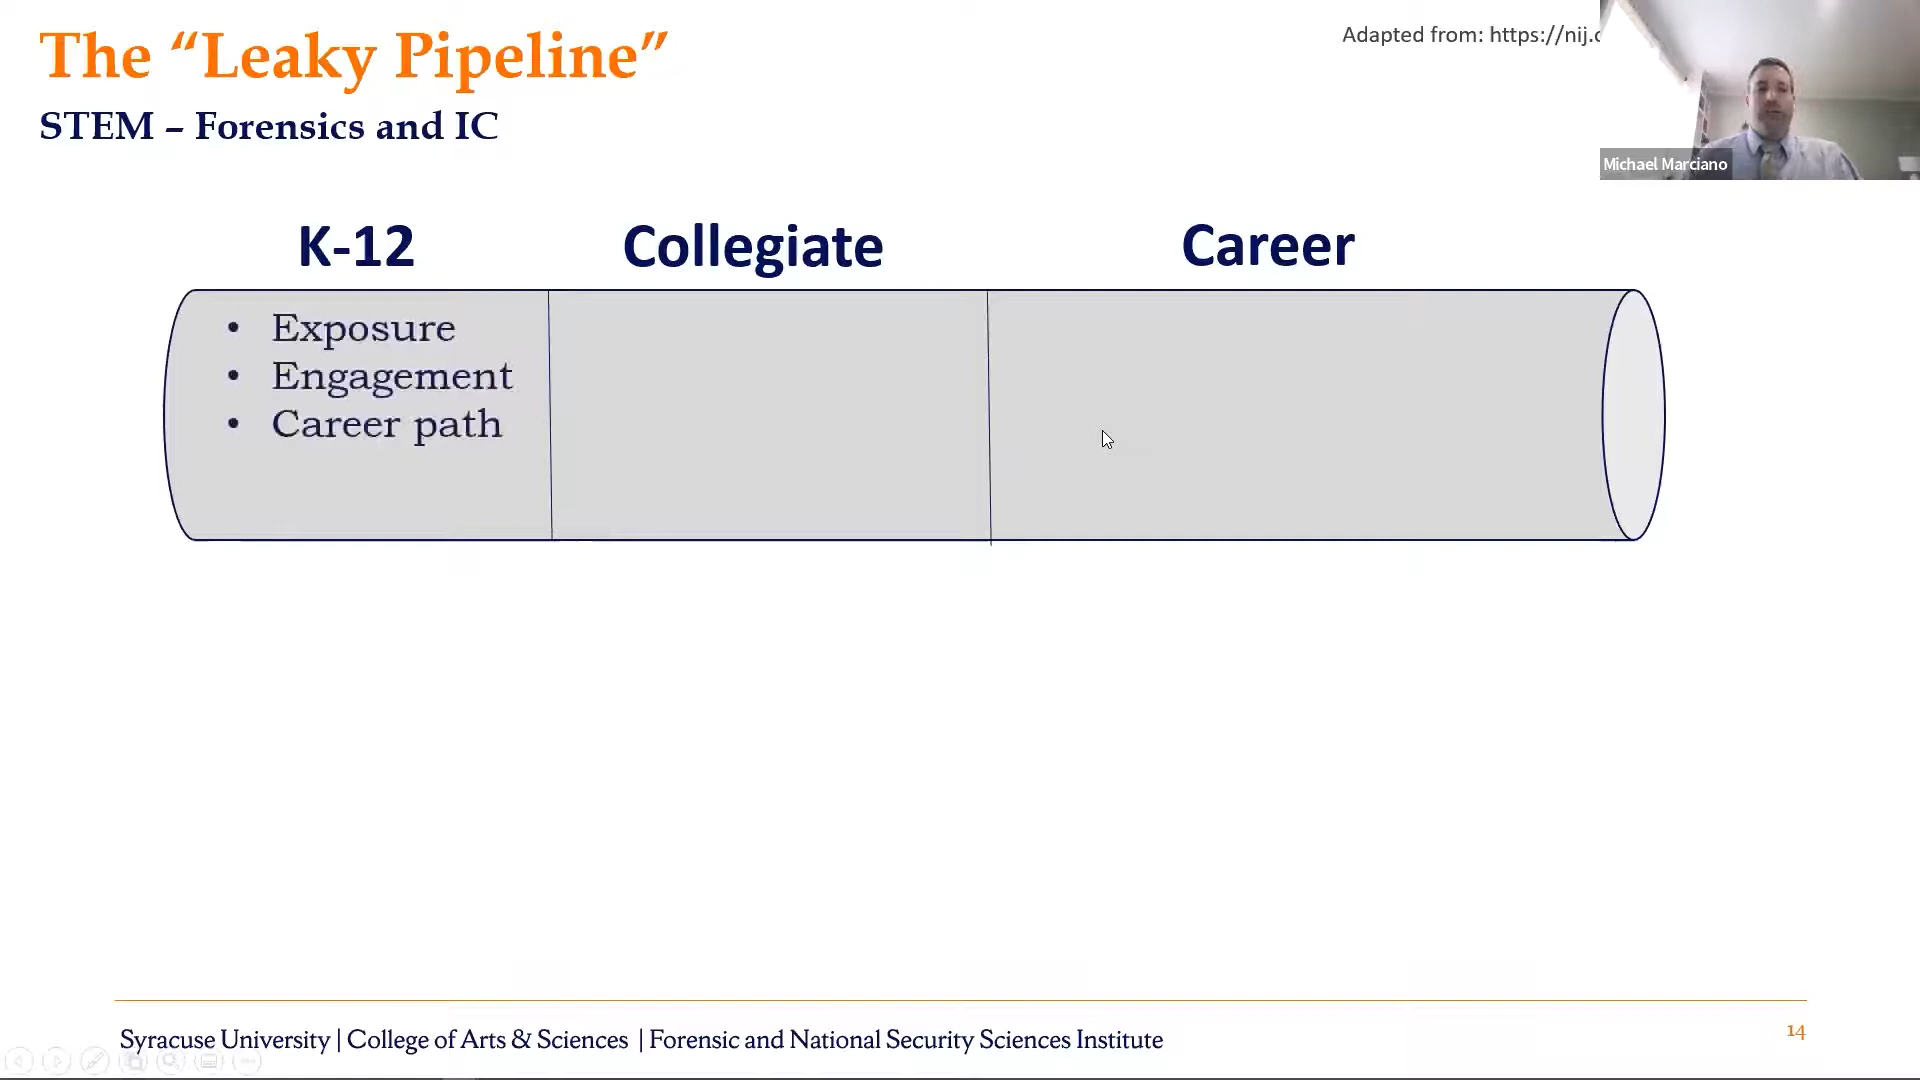 The “Leaky Pipeline”
STEM – Forensics and IC
Adapted from: https://nij.
Michael Marciano
K-12
Collegiate
Career
• Exposure
• Engagement
• Career path
Syracuse University | College of Arts & Sciences | Forensic and National Security Sciences Institute
14